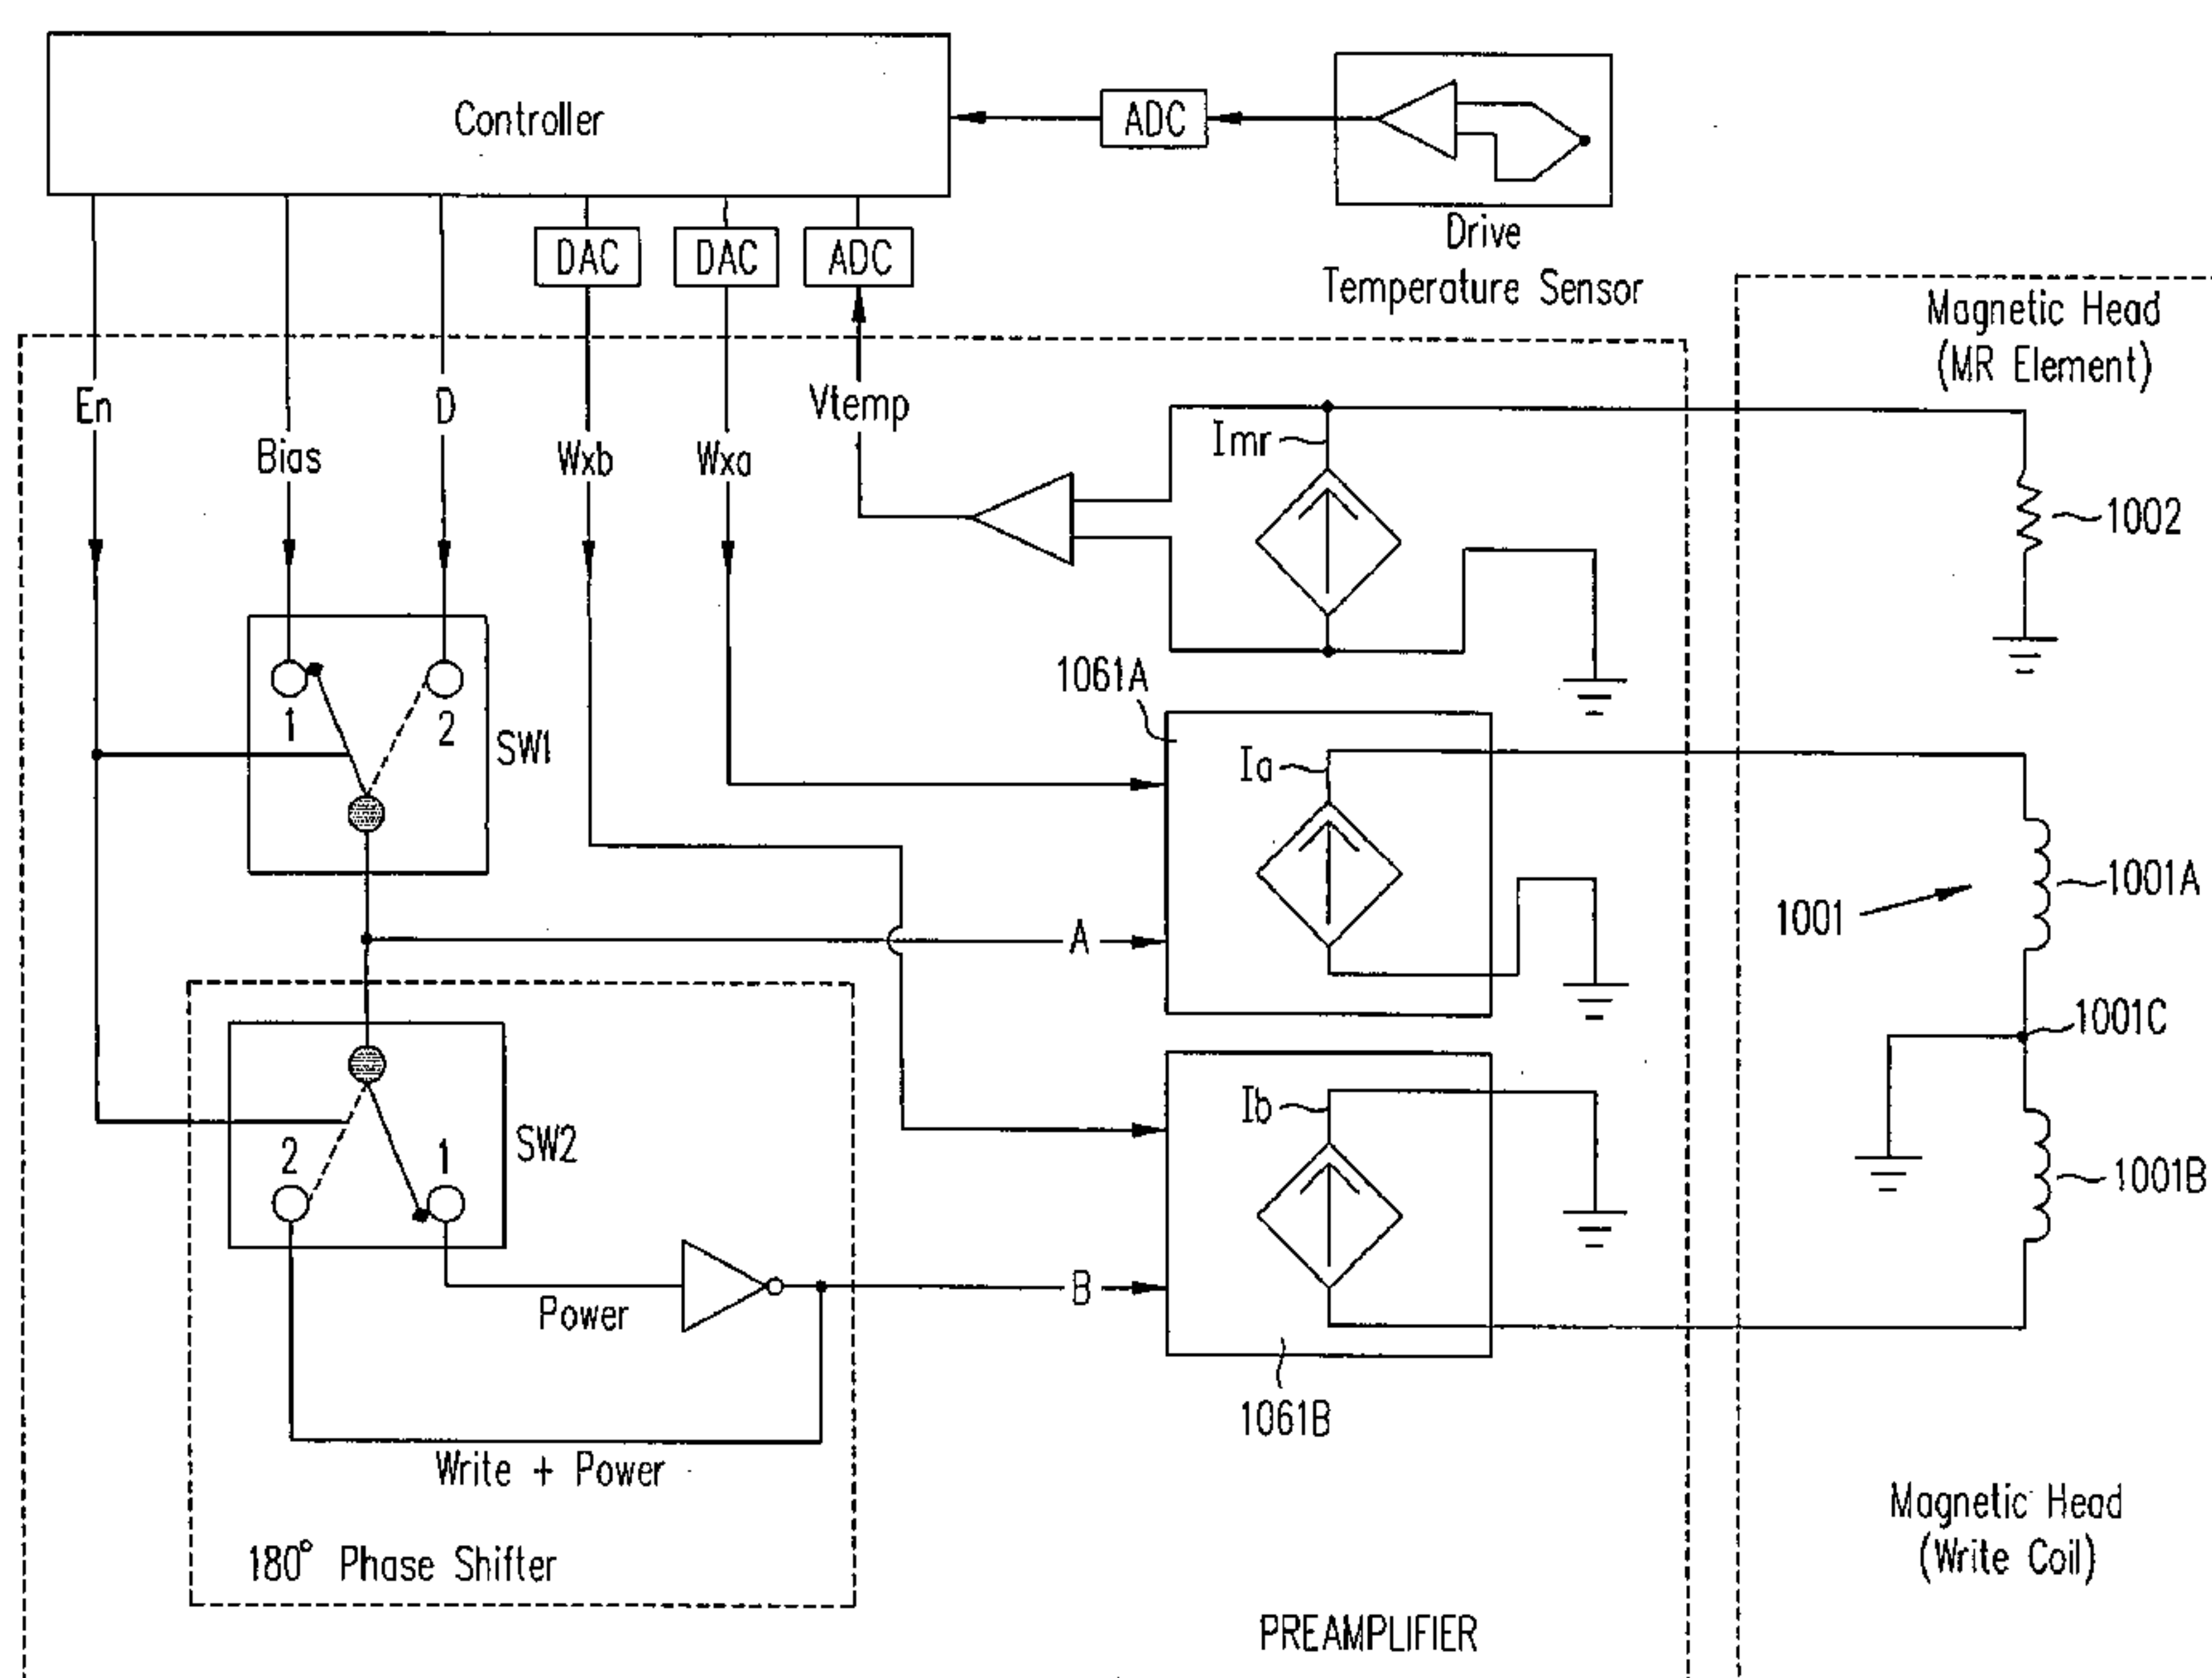 Controller
ADC
Drive
Temperature Sensor
DAC
DAC
ADC
Magnetic Head
(MR Element)
En
Bias
D
Wxb
Wxa
Vtemp
Imr
1002
1
2
SW1
1061A
Ia
1001
1001A
A
1001C
2
1
SW2
Ib
1001B
Power
B
1061B
Write + Power
180° Phase Shifter
Magnetic Head
(Write Coil)
PREAMPLIFIER